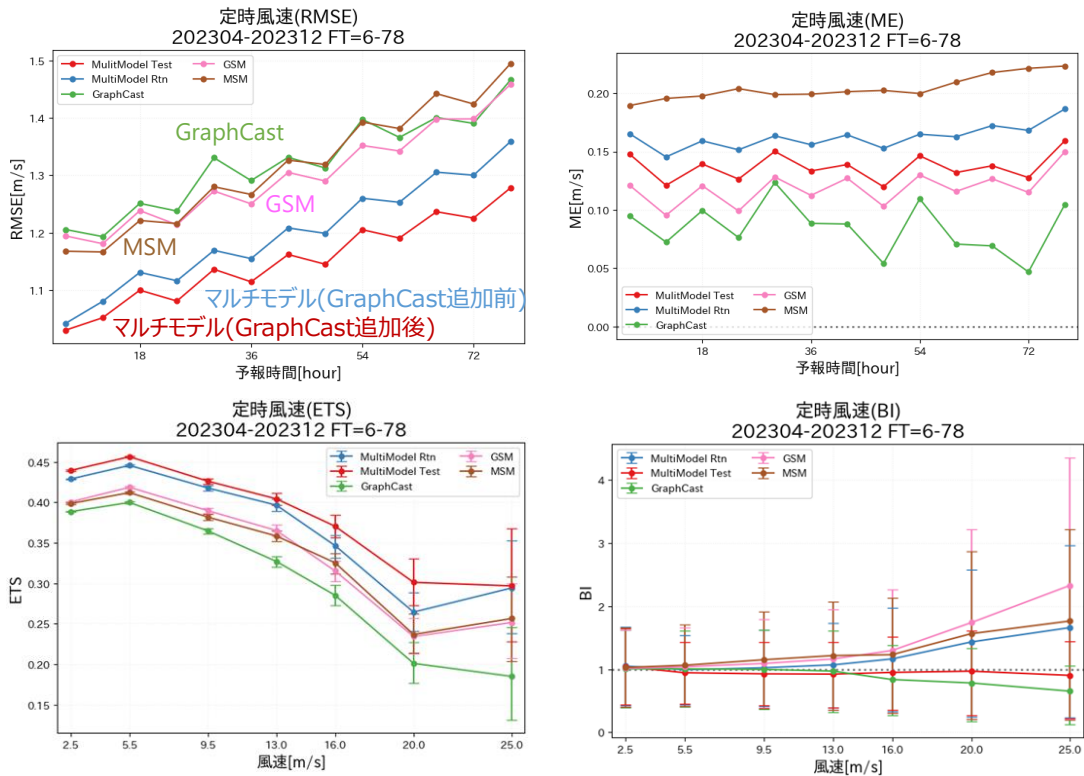 定時風速(RMSE)
202304-202312 FT=6-78
MulitModel Test
MultiModel Rtn
GraphCast
GSM
MSM
1.5
1.4
1.3
1.2
1.1
RMSE[m/s]
GraphCast
GSM
MSM
マルチモデル(GraphCast追加前)
マルチモデル(GraphCast追加後)
18
36
54
72
予報時間[hour]
定時風速(ME)
202304-202312 FT=6-78
0.20
0.15
0.10
0.05
0.00
ME[m/s]
MulitModel Test
MultiModel Rtn
GraphCast
GSM
MSM
18
36
54
72
予報時間[hour]
定時風速(ETS)
202304-202312 FT=6-78
MultiModel Rtn
MultiModel Test
GraphCast
GSM
MSM
0.45
0.40
0.35
0.30
0.25
0.20
0.15
ETS
2.5
5.5
9.5
13.0
16.0
20.0
25.0
風速[m/s]
定時風速(BI)
202304-202312 FT=6-78
MultiModel Rtn
MultiModel Test
GraphCast
GSM
MSM
4
3
2
1
0
BI
2.5
5.5
9.5
13.0
16.0
20.0
25.0
風速[m/s]